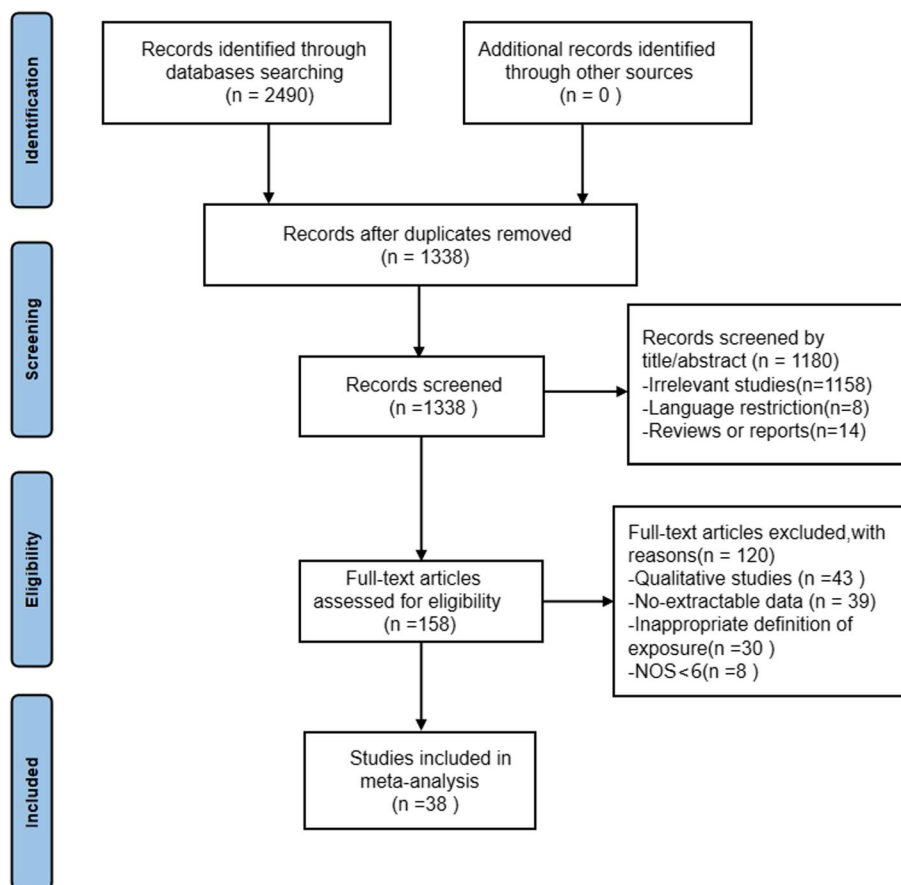 Identification
Records identified through
databases searching
(n = 2490)
Additional records identified
through other sources
(n = 0 )
Records after duplicates removed
(n = 1338)
Screening
Records screened
(n =1338 )
Records screened by
title/abstract (n = 1180)
-Irrelevant studies(n=1158)
-Language restriction(n=8)
-Reviews or reports(n=14)
Eligibility
Full-text articles
assessed for eligibility
(n =158)
Full-text articles excluded,with
reasons(n = 120)
-Qualitative studies (n =43 )
-No-extractable data (n = 39)
-Inappropriate definition of
exposure(n =30 )
-NOS<6(n =8 )
Included
Studies included in
meta-analysis
(n =38 )